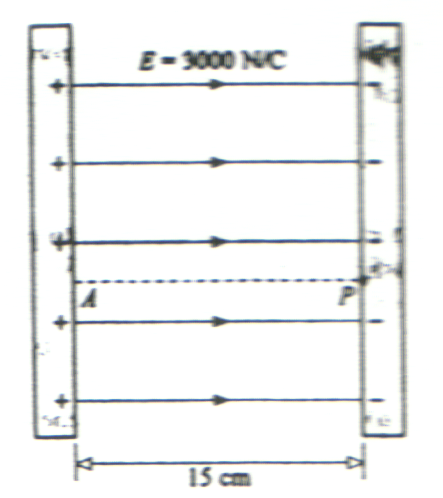 E = 3000 N/C
+ -
+ -
+ -
A P
+ -
+ -
15 cm